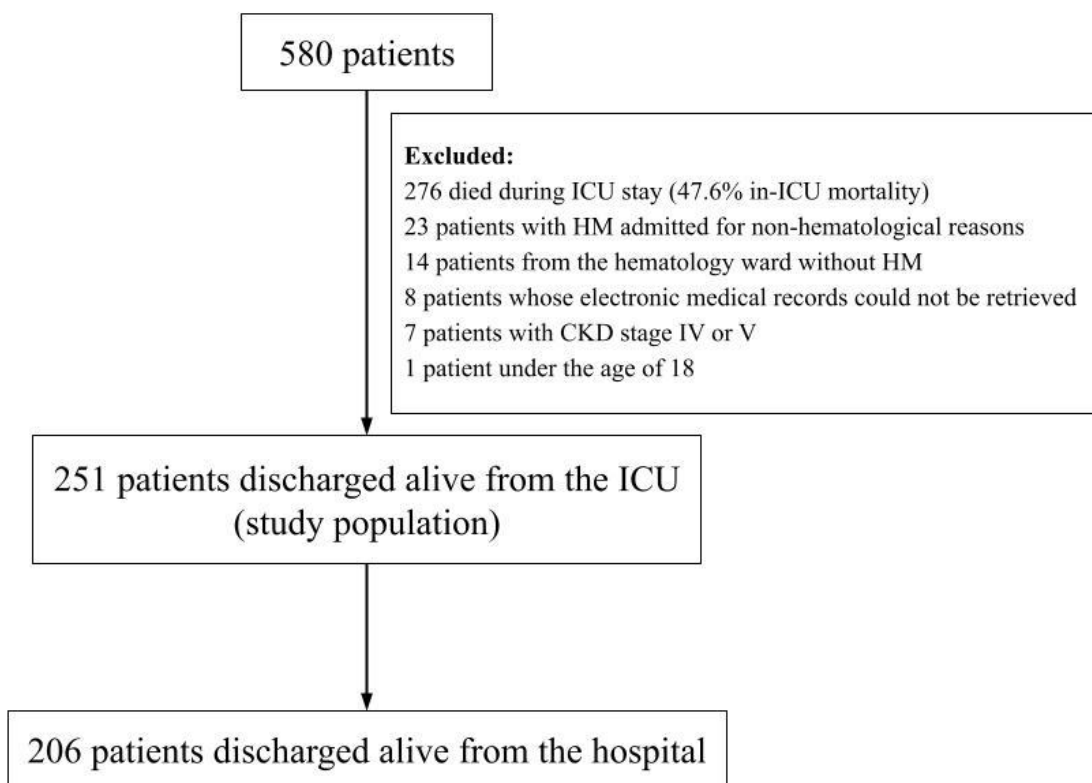 580 patients
Excluded:
276 died during ICU stay (47.6% in-ICU mortality)
23 patients with HM admitted for non-hematological reasons
14 patients from the hematology ward without HM
8 patients whose electronic medical records could not be retrieved
7 patients with CKD stage IV or V
1 patient under the age of 18
251 patients discharged alive from the ICU
(study population)
206 patients discharged alive from the hospital